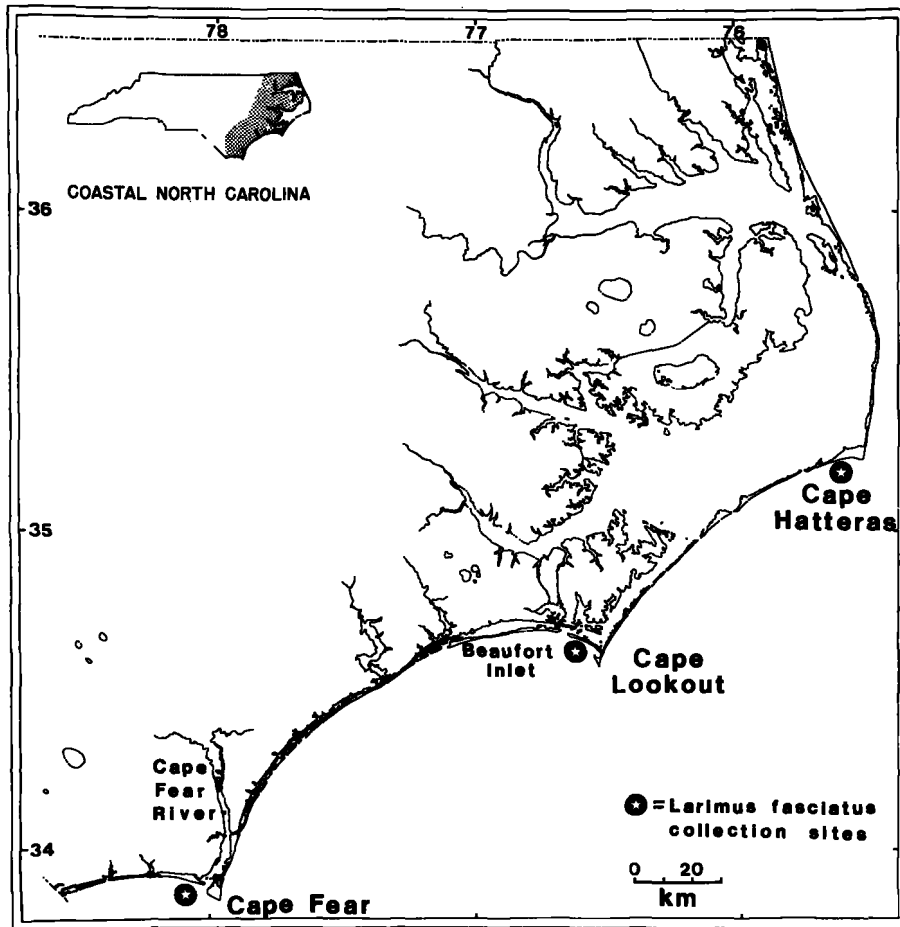 78
77
76
COASTAL NORTH CAROLINA
36
Cape
Hatteras
35
Beaufort
Inlet
Cape
Lookout
Cape
Fear
River
=Larimus fasciatus
collection sites
34
0 20
km
Cape Fear